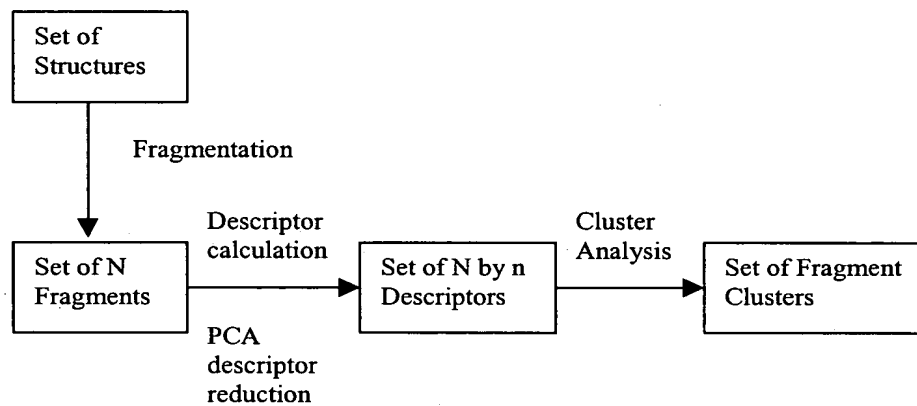 Set of
Structures
Fragmentation
Set of N
Fragments
Descriptor
calculation
PCA
descriptor
reduction
Set of N by n
Descriptors
Cluster
Analysis
Set of Fragment
Clusters